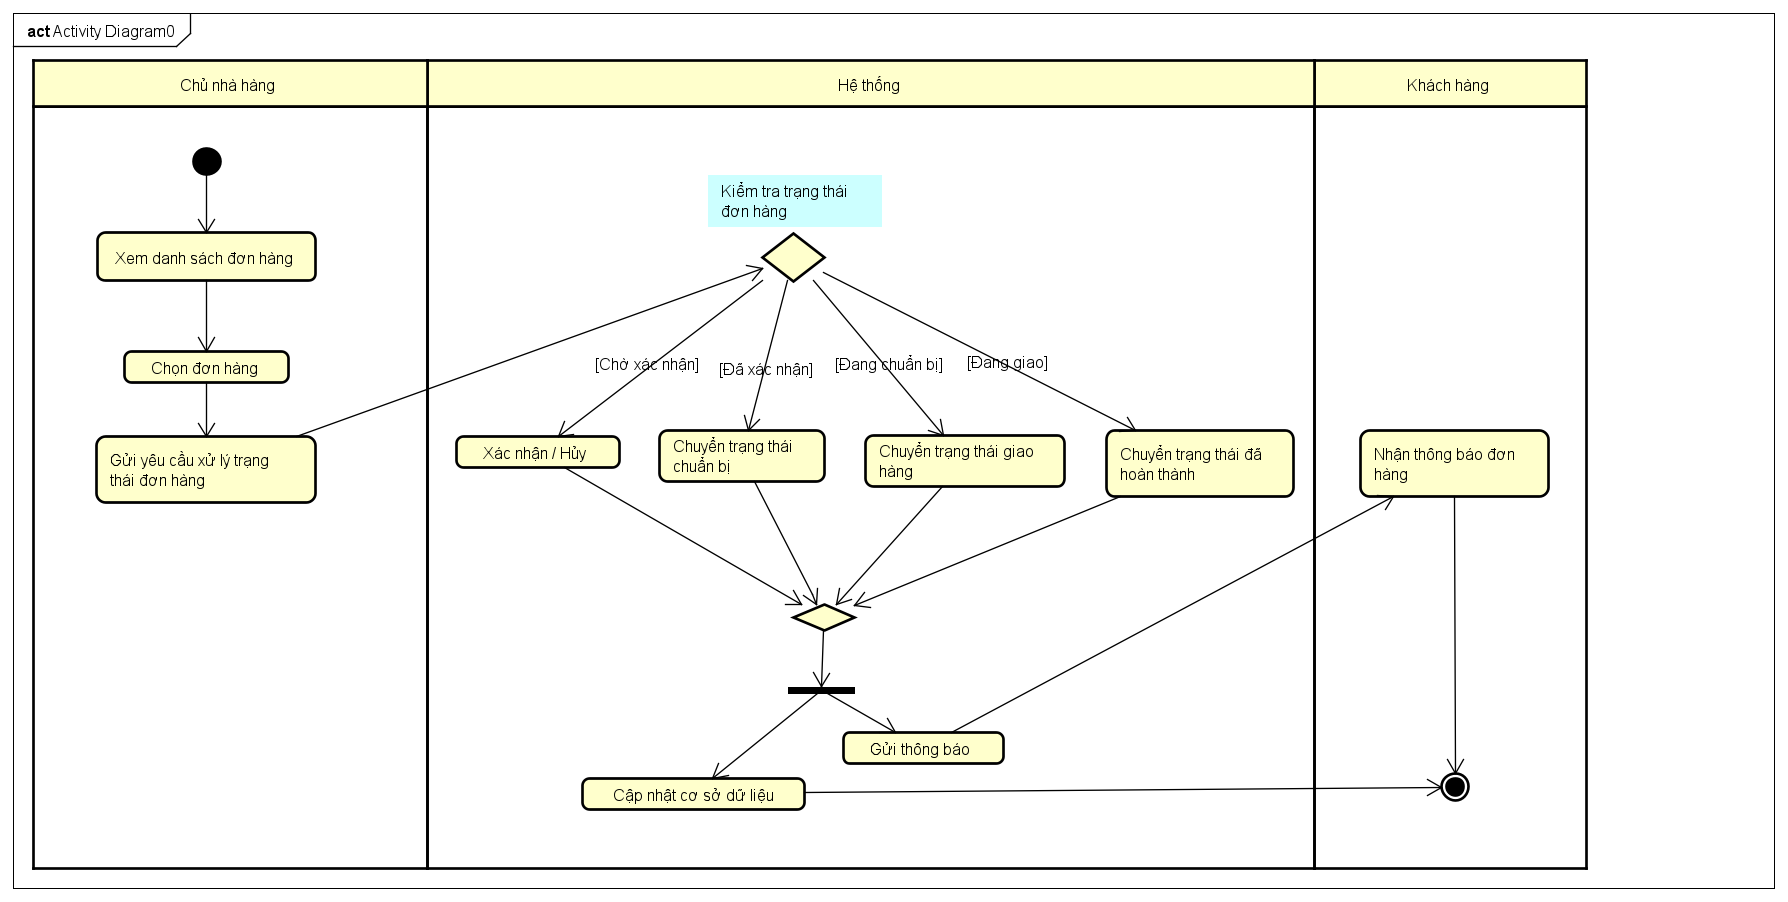 act Activity Diagram0
Chủ nhà hàng
Hệ thống
Khách hàng
Kiểm tra trạng thái
đơn hàng
Xem danh sách đơn hàng
Chọn đơn hàng
Gửi yêu cầu xử lý trạng
thái đơn hàng
[Chờ xác nhận]
[Đã xác nhận]
[Đang chuẩn bị]
[Đang giao]
Xác nhận / Hủy
Chuyển trạng thái
chuẩn bị
Chuyển trạng thái giao
hàng
Chuyển trạng thái đã
hoàn thành
Nhận thông báo đơn
hàng
Gửi thông báo
Cập nhật cơ sở dữ liệu